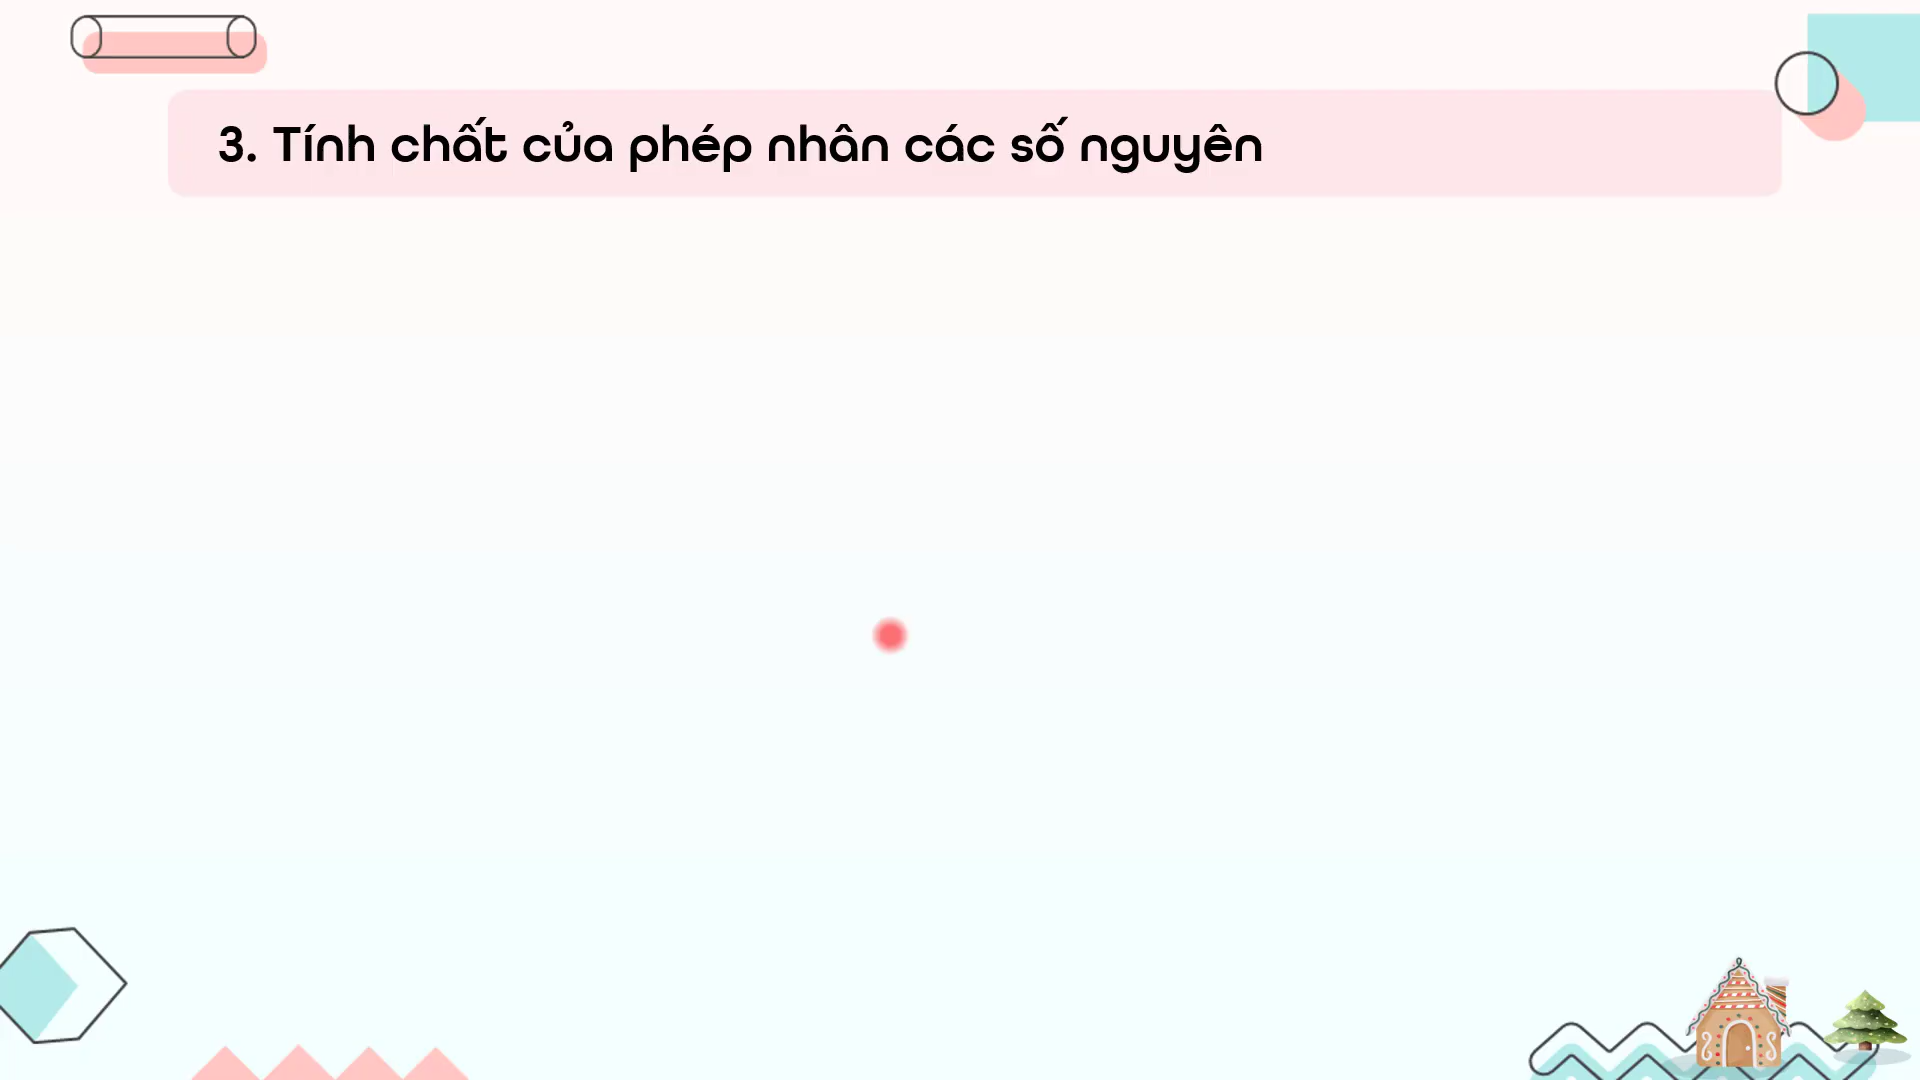 3. Tính chất của phép nhân các số nguyên